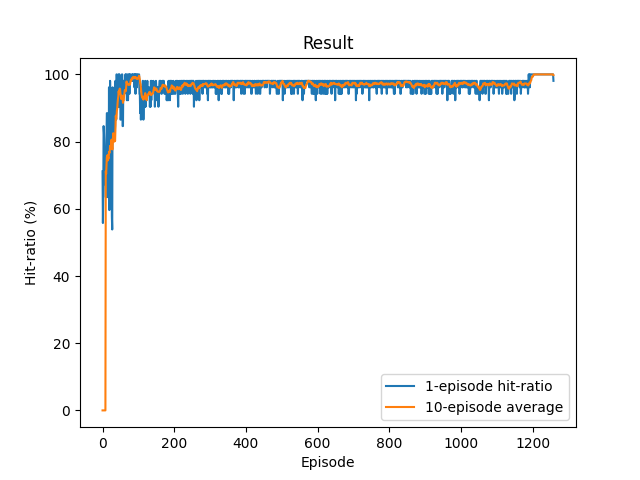 Result
100
80
60
40
20
0
Hit-ratio (%)
0 200 400 600 800 1000 1200
Episode
1-episode hit-ratio
10-episode average